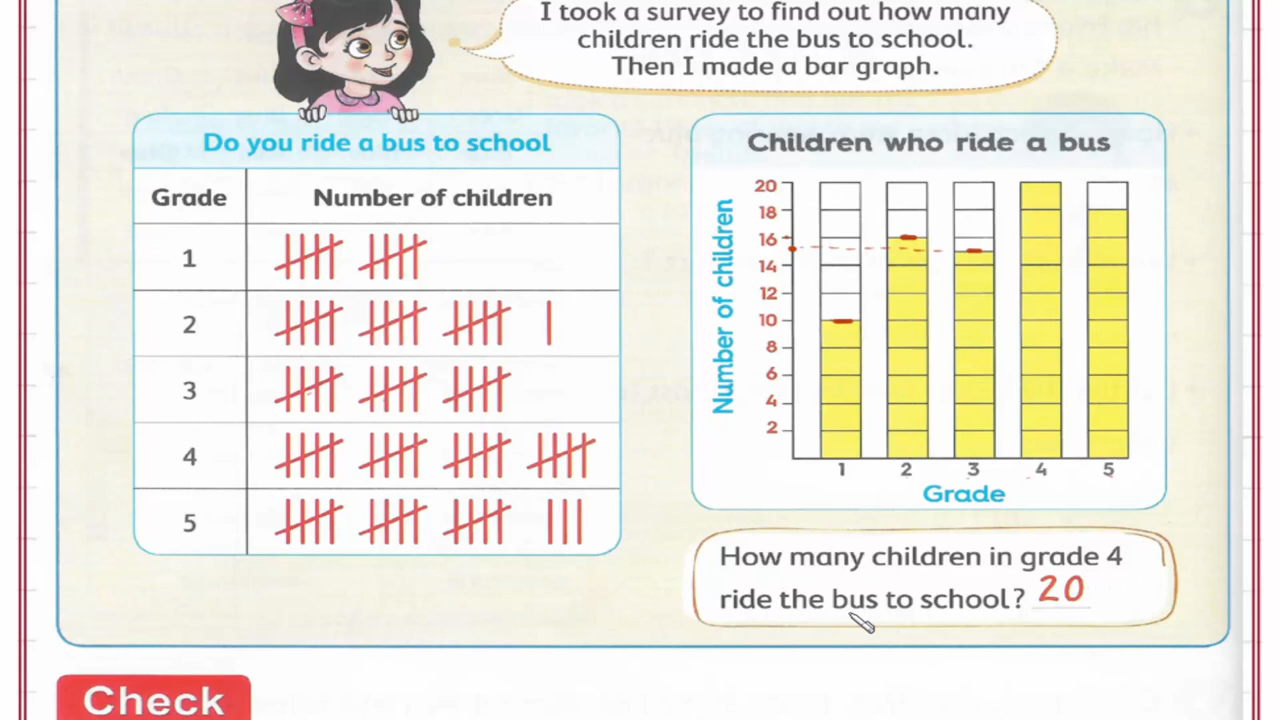 I took a survey to find out how many
children ride the bus to school.
Then I made a bar graph.
Do you ride a bus to school
Grade Number of children
1
2
3
4
5
Children who ride a bus
Number of children
20
18
16
14
12
10
8
6
4
2
1 2 3 4 5
Grade
How many children in grade 4
ride the bus to school? 20
Check